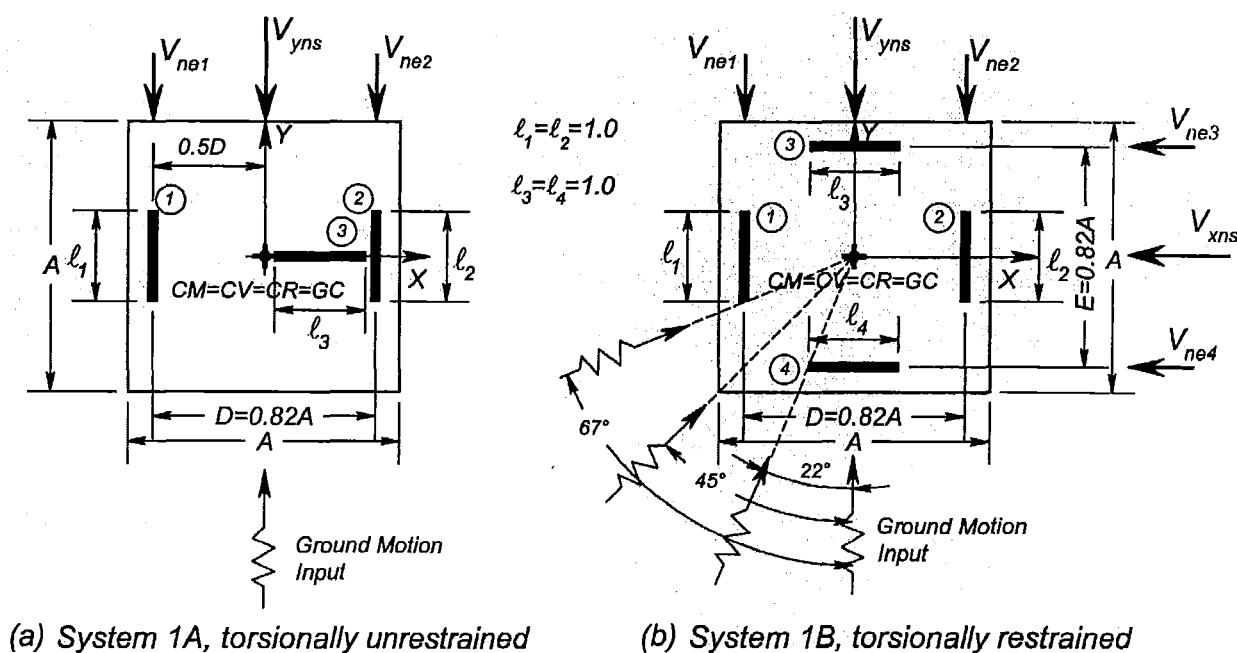 V_ne1
V_yns
V_ne2
Y
0.5D
1
2
3
A
ℓ_1
X
ℓ_2
CM=CV=CR=GC
ℓ_3
D=0.82A
A
Ground Motion
Input
(a) System 1A, torsionally unrestrained
ℓ_1=ℓ_2=1.0
ℓ_3=ℓ_4=1.0
V_ne1
V_yns
V_ne2
Y
V_ne3
3
ℓ_3
1
2
V_xns
ℓ_1
X
ℓ_2
E=0.82A
A
CM=CV=CR=GC
ℓ_4
4
V_ne4
D=0.82A
A
67°
45°
22°
Ground Motion
Input
(b) System 1B, torsionally restrained